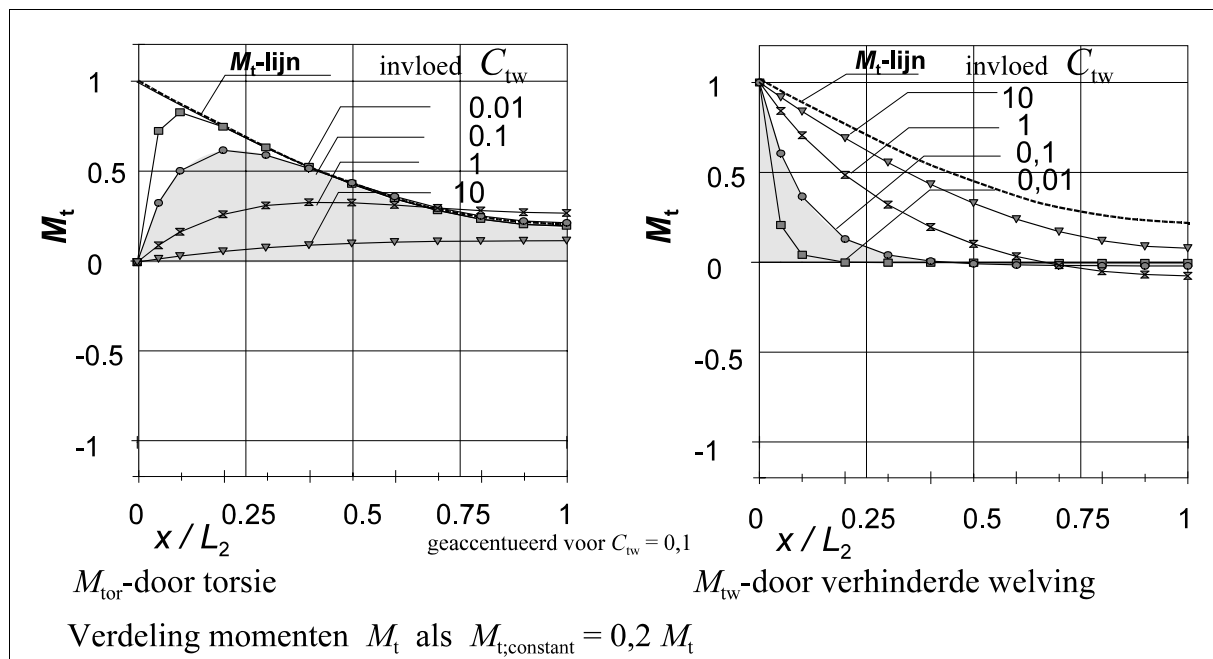 M_t-lijn
invloed C_tw
0.01
0.1
1
10
1
0.5
0
-0.5
-1
M_t
0 0.25 0.5 0.75 1
x / L_2
M_t-lijn
invloed C_tw
10
1
0,1
0,01
1
0.5
0
-0.5
-1
M_t
0 0.25 0.5 0.75 1
x / L_2
geaccentueerd voor C_tw = 0,1
M_tor-door torsie
M_tw-door verhinderde welving
Verdeling momenten M_t als M_t;constant = 0,2 M_t